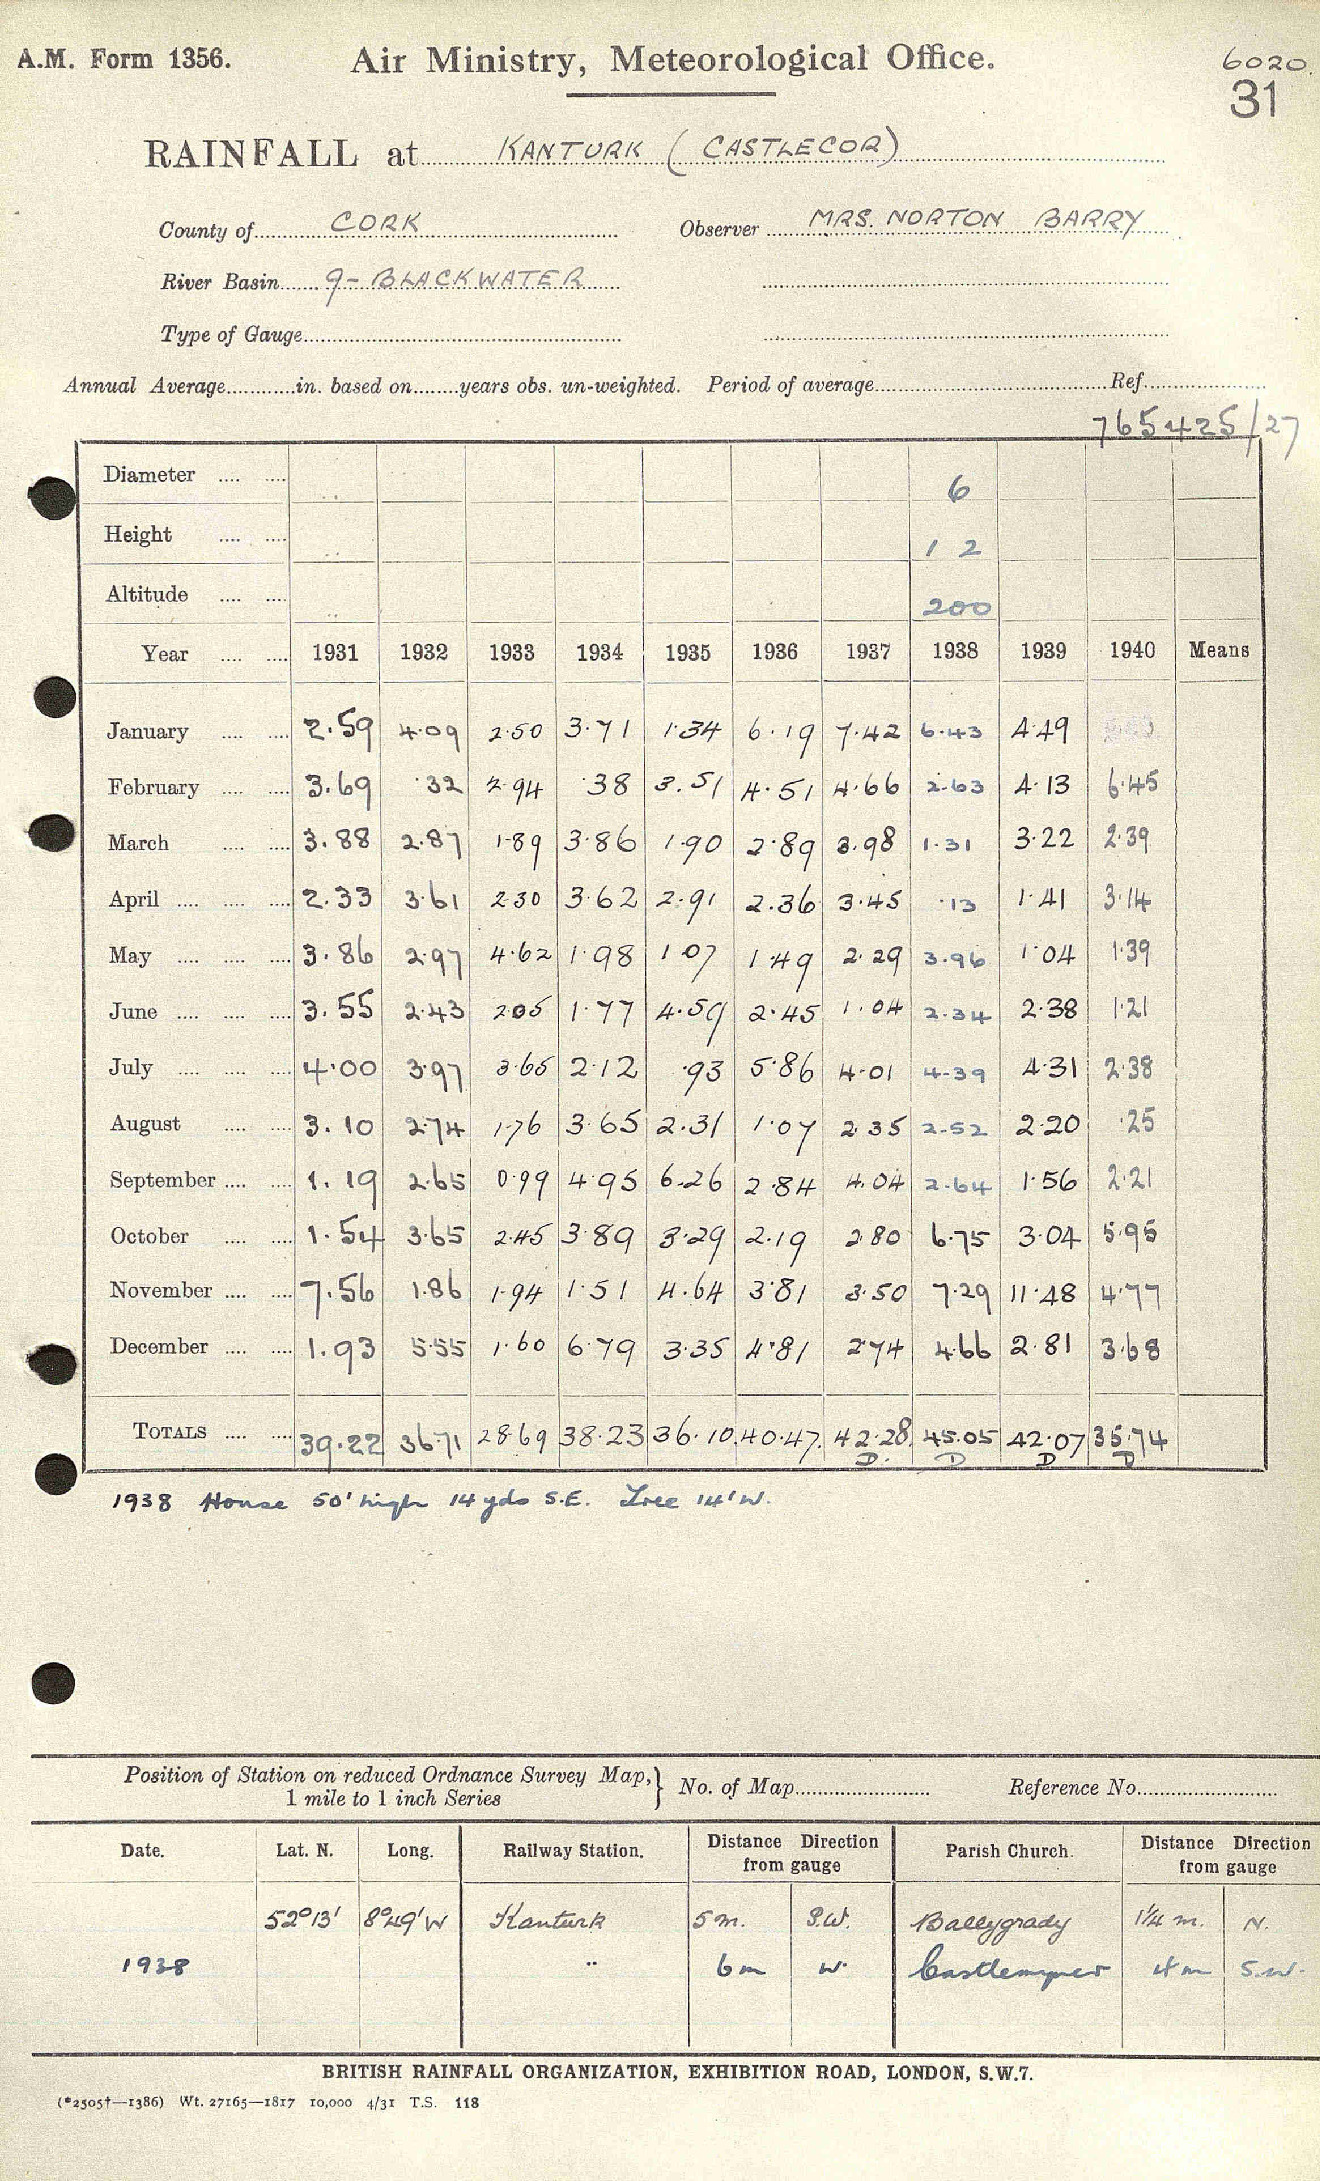 A.M. Form 1356. Air Ministry, Meteorological Office. 6020
31
RAINFALL at KANTURK (CASTLECOR)
County of CORK Observer MRS. NORTON BARRY
River Basin 9 - BLACKWATER
Type of Gauge
Annual Average in. based on years obs. un-weighted. Period of average Ref.
765425/27
Diameter 6
Height 12
Altitude 200
Year 1931 1932 1933 1934 1935 1936 1937 1938 1939 1940 Means
January 2.59 4.09 2.50 3.71 1.34 6.19 7.42 6.43 4.49
February 3.69 .32 2.94 .38 3.51 4.51 4.66 2.63 4.13 6.45
March 3.88 2.87 1.89 3.86 1.90 2.89 3.98 1.31 3.22 2.39
April 2.33 3.61 2.30 3.62 2.91 2.36 3.45 .13 1.41 3.14
May 3.86 2.97 4.62 1.98 1.07 1.49 2.29 3.96 1.04 1.39
June 3.55 2.43 2.05 1.77 4.59 2.45 1.04 2.34 2.38 1.21
July 4.00 3.97 3.65 2.12 .93 5.86 4.01 4.39 4.31 2.38
August 3.10 2.74 1.76 3.65 2.31 1.07 2.35 2.52 2.20 .25
September 1.19 2.65 0.99 4.95 6.26 2.84 4.04 2.64 1.56 2.21
October 1.54 3.65 2.45 3.89 3.29 2.19 2.80 6.75 3.04 5.95
November 7.56 1.86 1.94 1.51 4.64 3.81 3.50 7.29 11.48 4.77
December 1.93 5.55 1.60 6.79 3.35 4.81 2.74 4.66 2.81 3.68
TOTALS 39.22 36.71 28.69 38.23 36.10 40.47 42.28 45.05 42.07 35.74
D. D D D
1938 House 50' high 14 yds S.E. Tree 14' W.
Position of Station on reduced Ordnance Survey Map, } No. of Map Reference No.
1 mile to 1 inch Series
Date. Lat. N. Long. Railway Station. Distance Direction from gauge Parish Church. Distance Direction from gauge
52°13' 8°49'W Kanturk 5 m. S.W. Ballygrady 1¼ m. N.
1938 " 6m W. Castlemagner 4m S.W.
BRITISH RAINFALL ORGANIZATION, EXHIBITION ROAD, LONDON, S.W.7.
(*2505†—1386) Wt. 27165—1817 10,000 4/31 T.S. 118